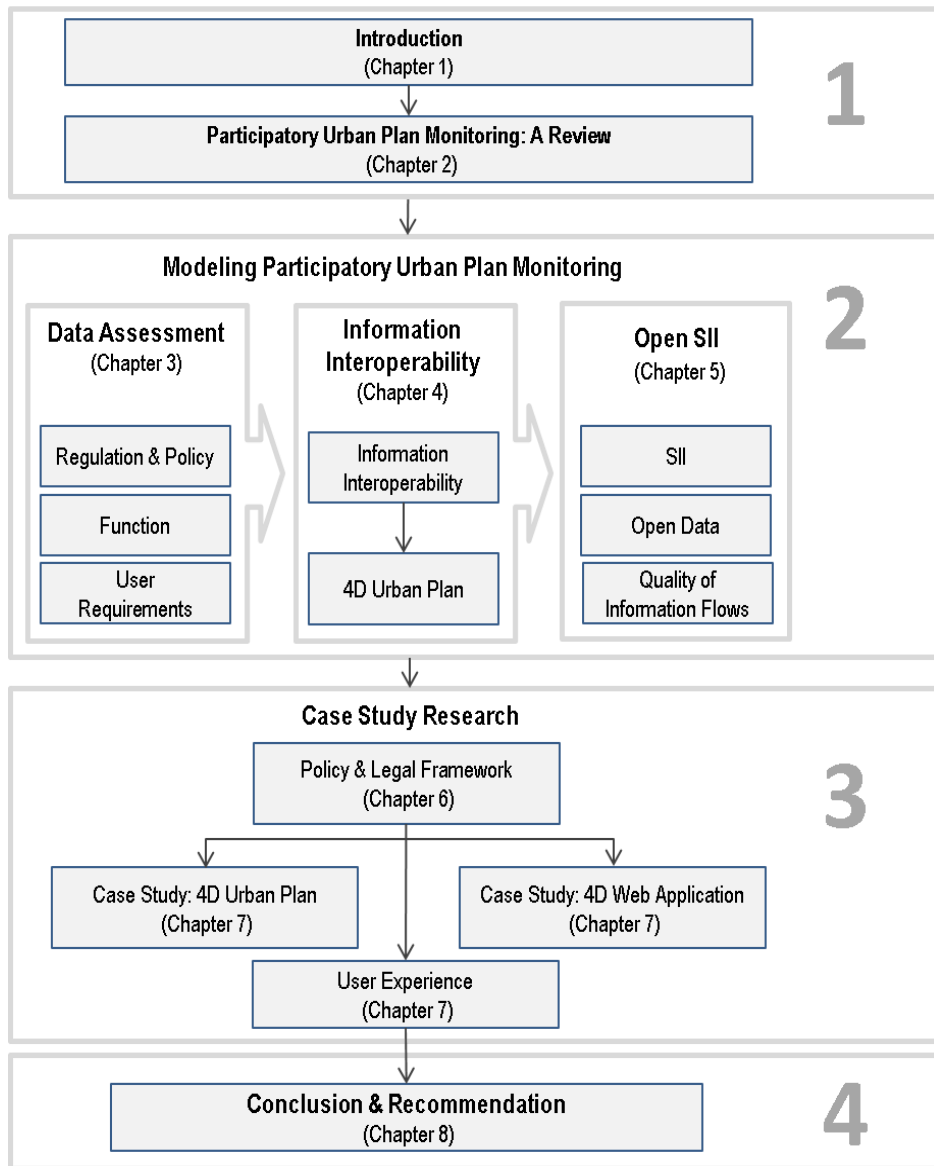 Introduction
(Chapter 1)
1
Participatory Urban Plan Monitoring: A Review
(Chapter 2)
Modeling Participatory Urban Plan Monitoring
2
Data Assessment
(Chapter 3)
Regulation & Policy
Function
User
Requirements
Information
Interoperability
(Chapter 4)
Information
Interoperability
4D Urban Plan
Open SII
(Chapter 5)
SII
Open Data
Quality of
Information Flows
Case Study Research
3
Policy & Legal Framework
(Chapter 6)
Case Study: 4D Urban Plan
(Chapter 7)
Case Study: 4D Web Application
(Chapter 7)
User Experience
(Chapter 7)
Conclusion & Recommendation
(Chapter 8)
4